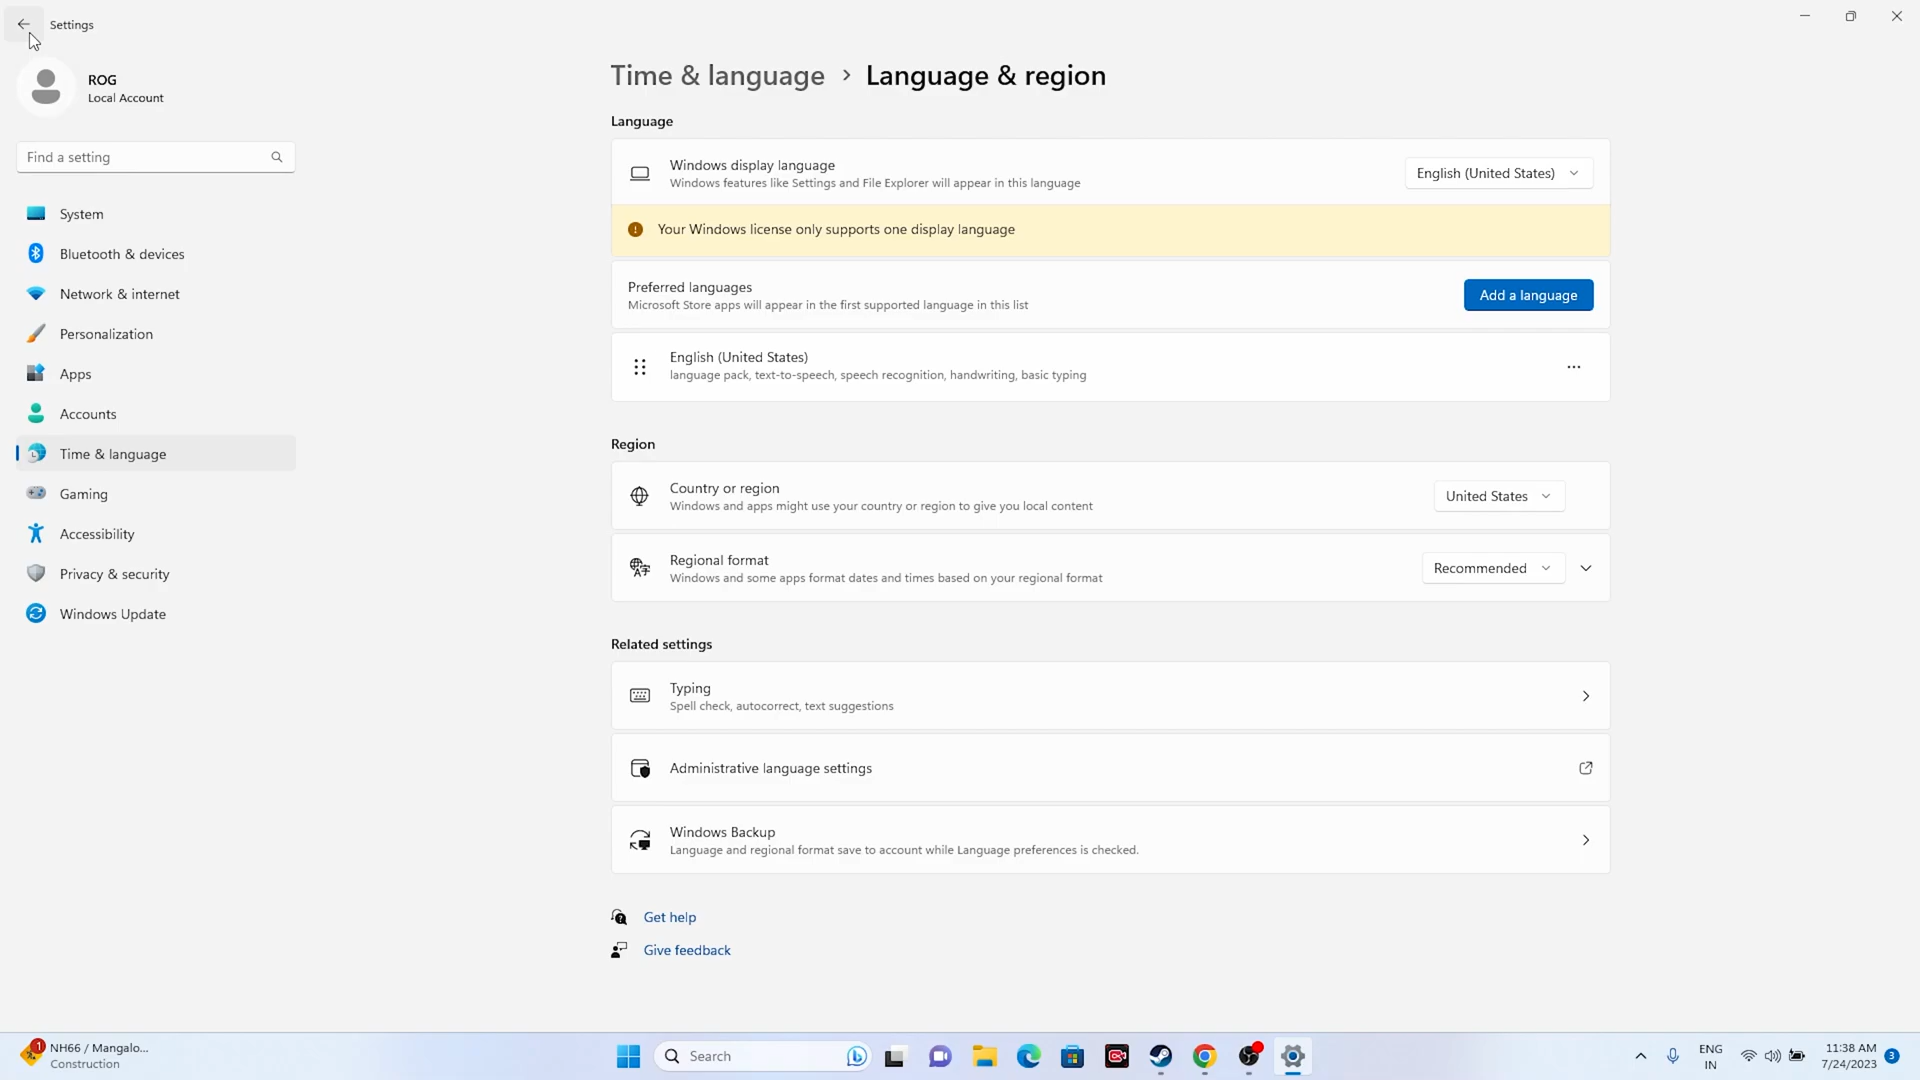 Settings
ROG
Local Account
Find a setting
System
Bluetooth & devices
Network & internet
Personalization
Apps
Accounts
Time & language
Gaming
Accessibility
Privacy & security
Windows Update
Time & language > Language & region
Language
Windows display language
Windows features like Settings and File Explorer will appear in this language
English (United States)
Your Windows license only supports one display language
Preferred languages
Microsoft Store apps will appear in the first supported language in this list
Add a language
English (United States)
language pack, text-to-speech, speech recognition, handwriting, basic typing
Region
Country or region
Windows and apps might use your country or region to give you local content
United States
Regional format
Windows and some apps format dates and times based on your regional format
Recommended
Related settings
Typing
Spell check, autocorrect, text suggestions
Administrative language settings
Windows Backup
Language and regional format save to account while Language preferences is checked.
Get help
Give feedback
1
NH66 / Mangalo...
Construction
Search
ENG
IN
11:38 AM
7/24/2023
3